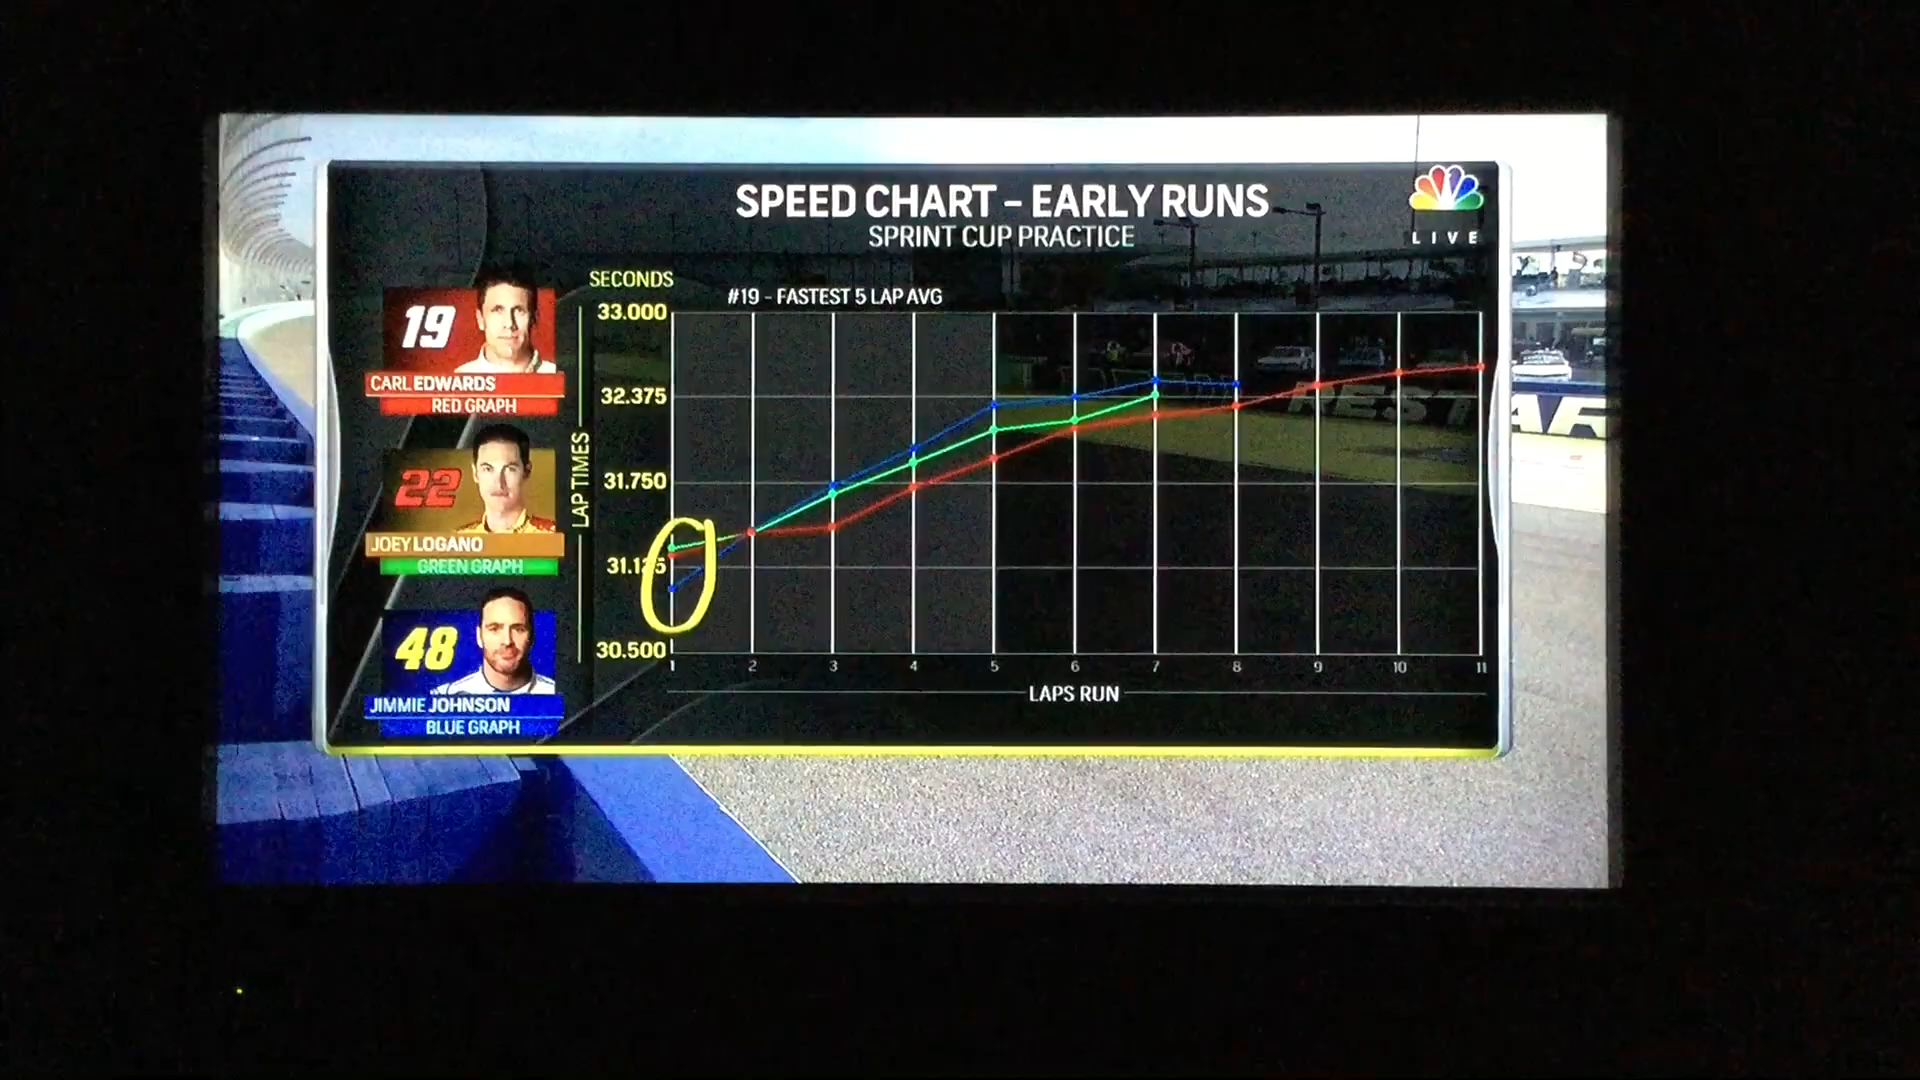 SPEED CHART – EARLY RUNS
SPRINT CUP PRACTICE
LIVE
SECONDS
#19 - FASTEST 5 LAP AVG
19
CARL EDWARDS
RED GRAPH
22
JOEY LOGANO
GREEN GRAPH
48
JIMMIE JOHNSON
BLUE GRAPH
LAP TIMES
33.000
32.375
31.750
31.125
30.500
1 2 3 4 5 6 7 8 9 10 11
LAPS RUN